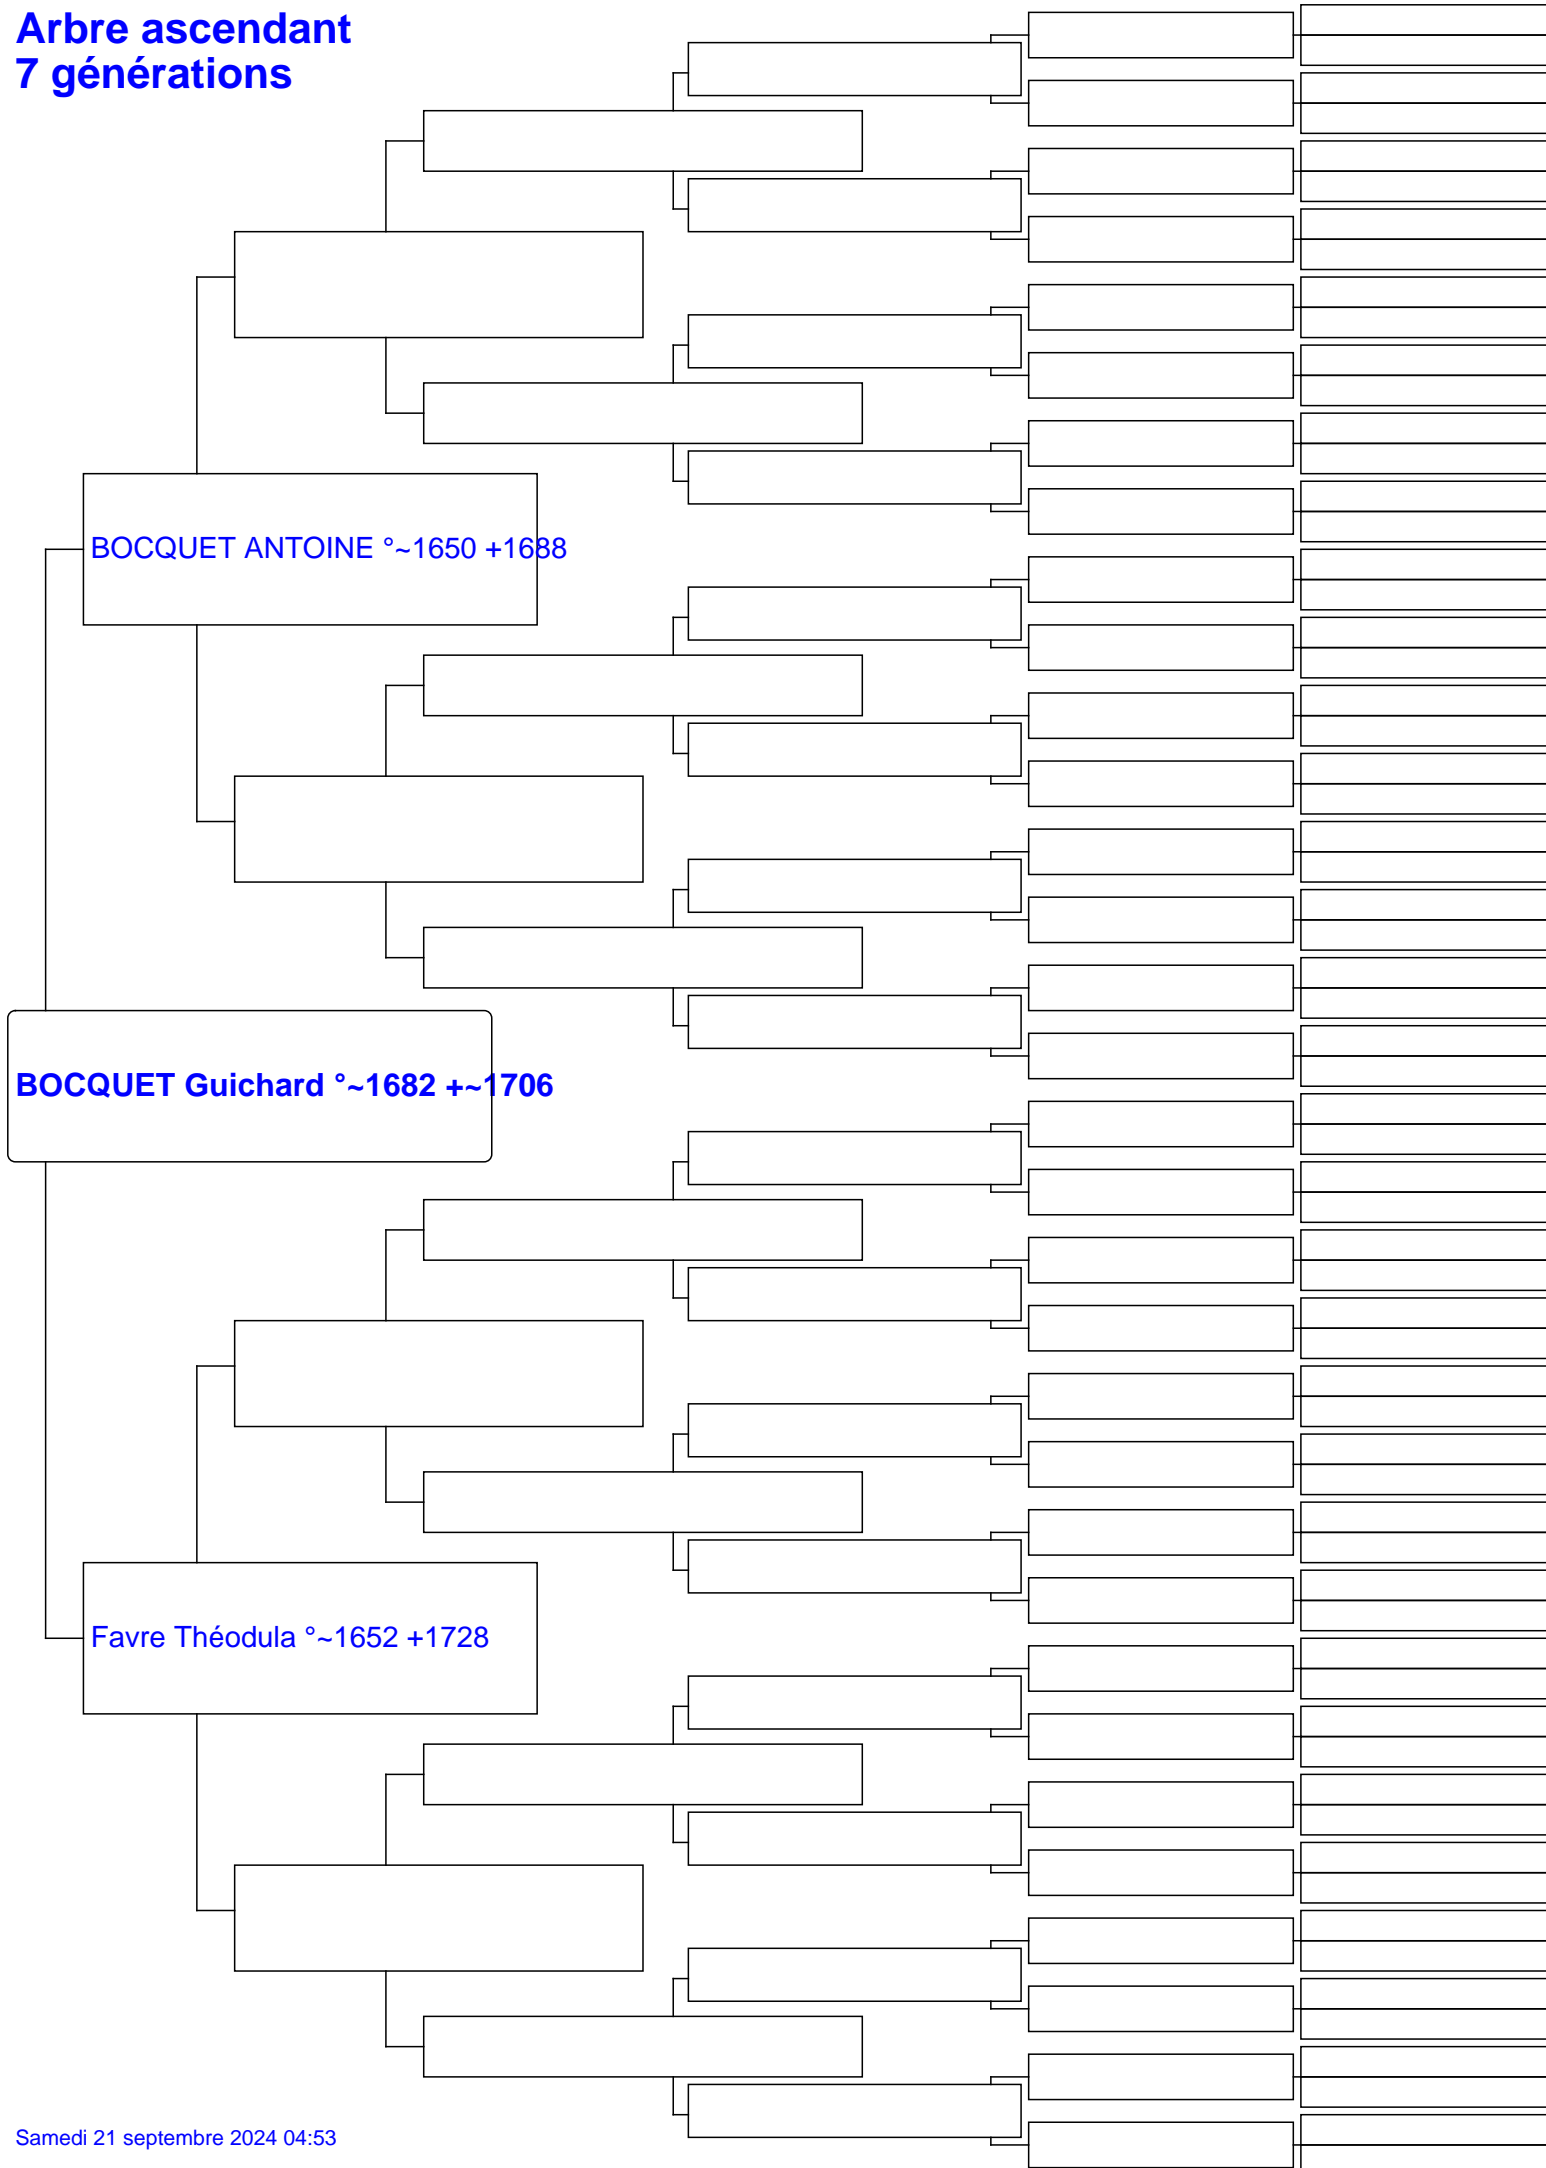 Arbre ascendant
7 générations
BOCQUET ANTOINE °~1650 +1688
BOCQUET Guichard °~1682 +~1706
Favre Théodula °~1652 +1728
Samedi 21 septembre 2024 04:53